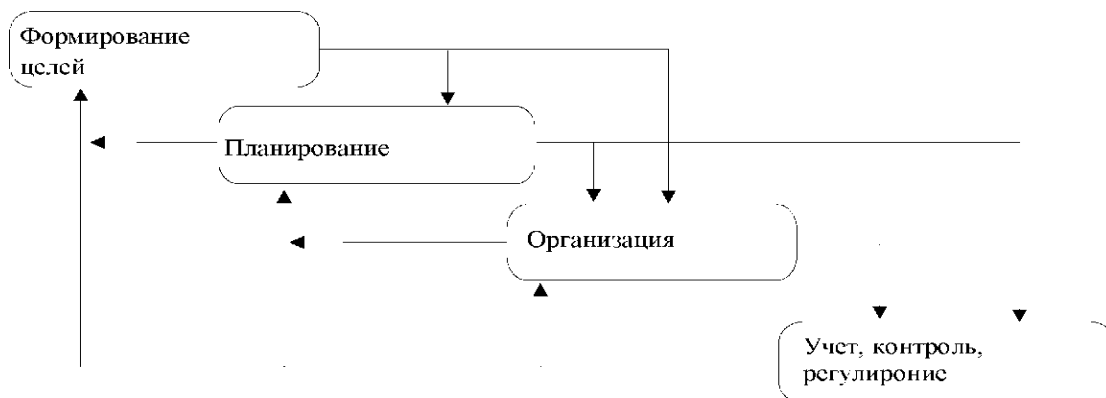 Формирование
целей
Планирование
Организация
Учет, контроль,
регулироние